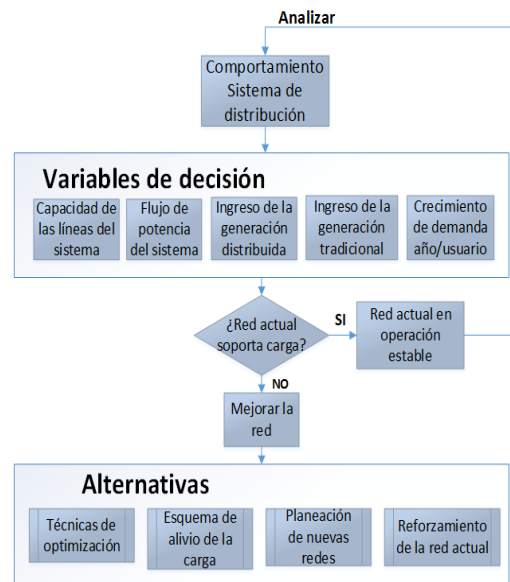 Analizar
Comportamiento
Sistema de
distribución
Variables de decisión
Capacidad de
las líneas del
sistema
Flujo de
potencia
del sistema
Ingreso de la
generación
distribuida
Ingreso de la
generación
tradicional
Crecimiento
de demanda
año/usuario
¿Red actual
soporta carga?
SI
Red actual en
operación
estable
NO
Mejorar la
red
Alternativas
Técnicas de
optimización
Esquema de
alivio de la
carga
Planeación
de nuevas
redes
Reforzamiento
de la red actual